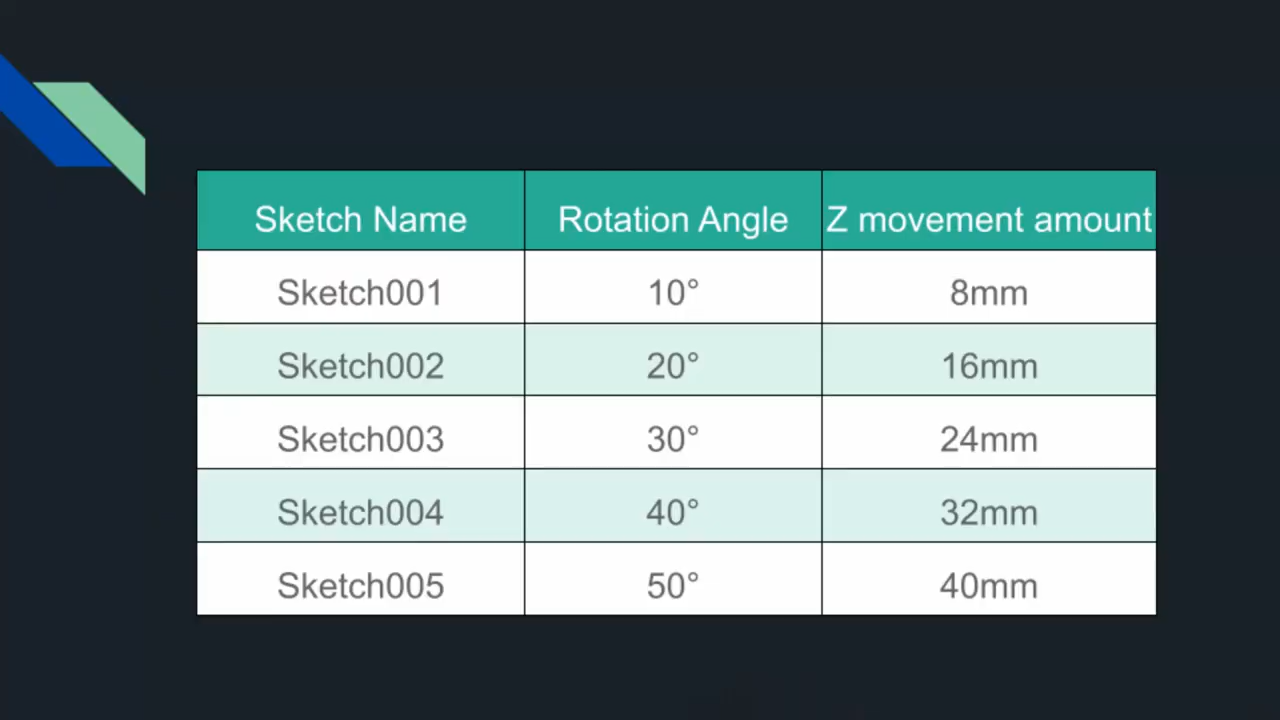 Sketch Name Rotation Angle Z movement amount
Sketch001 10° 8mm
Sketch002 20° 16mm
Sketch003 30° 24mm
Sketch004 40° 32mm
Sketch005 50° 40mm